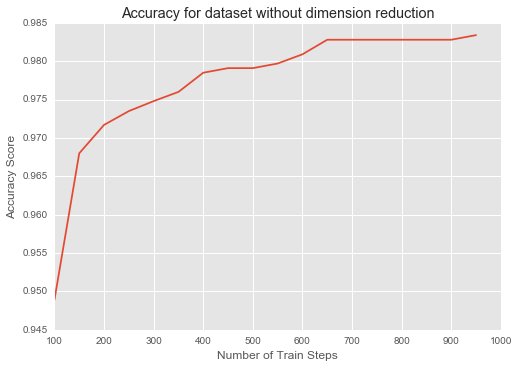 Accuracy for dataset without dimension reduction
0.985
0.980
0.975
0.970
0.965
0.960
0.955
0.950
0.945
Accuracy Score
100 200 300 400 500 600 700 800 900 1000
Number of Train Steps